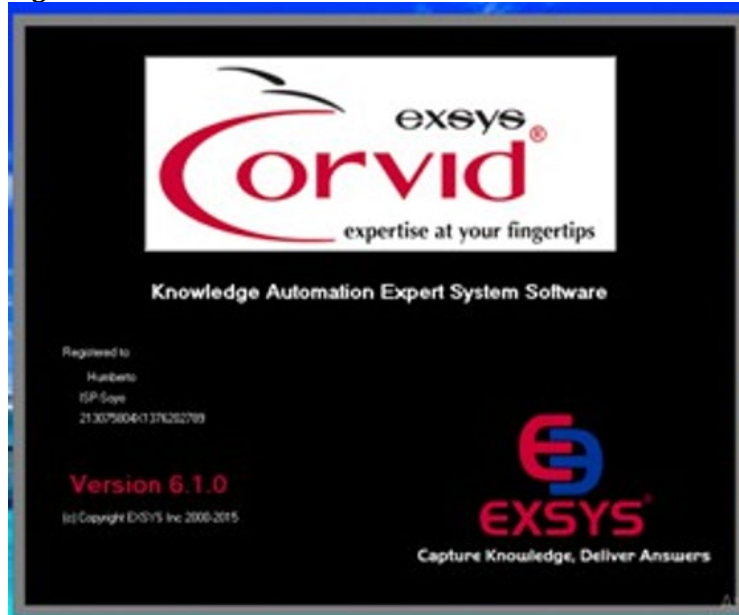 exsys
Corvid®
expertise at your fingertips
Knowledge Automation Expert System Software
Registered to
Humberto
ISP-Soyo
Version 6.1.0
(c) Copyright EXSYS Inc 2000-2015
EXSYS
Capture Knowledge, Deliver Answers